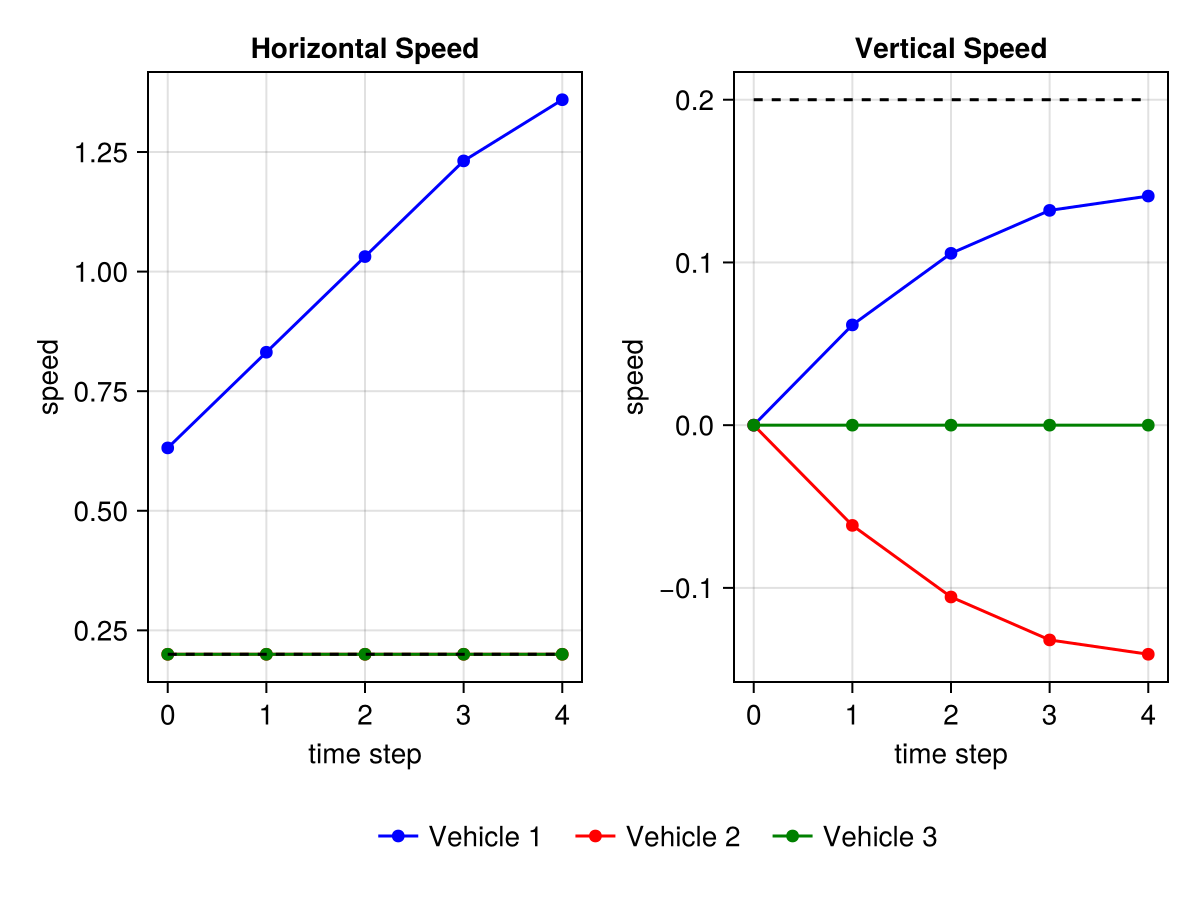 Horizontal Speed
speed
1.25
1.00
0.75
0.50
0.25
0 1 2 3 4
time step
Vertical Speed
speed
0.2
0.1
0.0
−0.1
0 1 2 3 4
time step
Vehicle 1 Vehicle 2 Vehicle 3